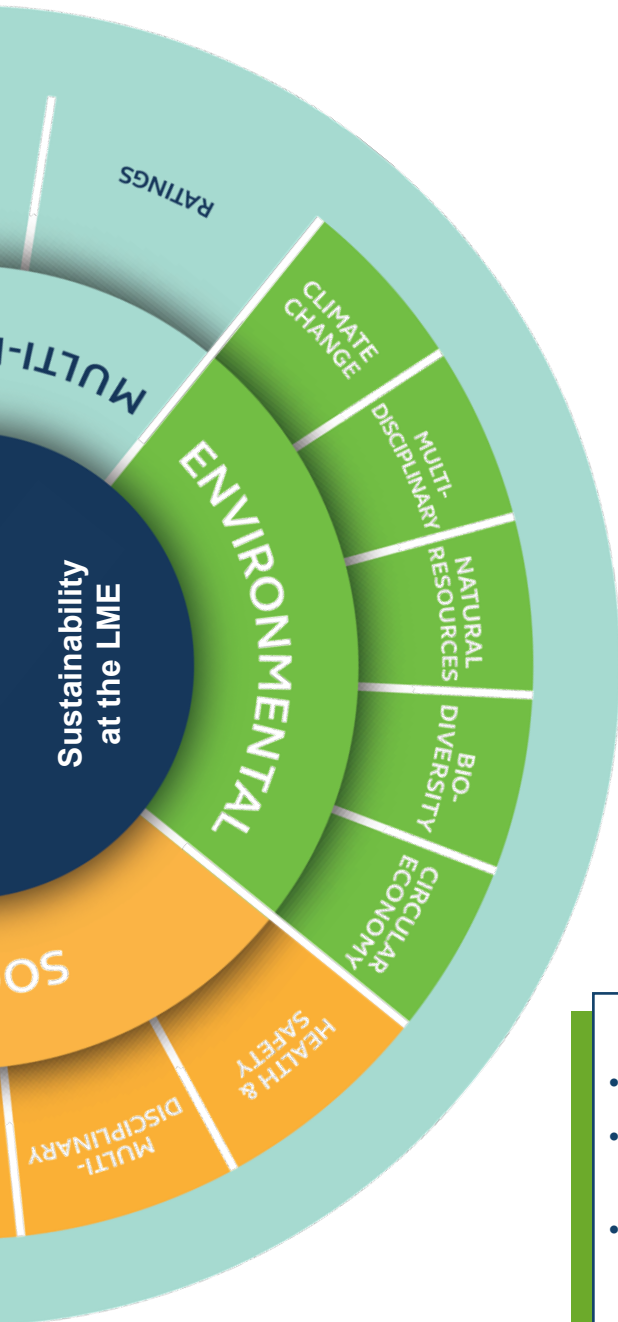 RATINGS
MULTI-
ENVIRONMENTAL
CLIMATE
CHANGE
MULTI-
DISCIPLINARY
NATURAL
RESOURCES
BIO-
DIVERSITY
CIRCULAR
ECONOMY
Sustainability
at the LME
SO
HEALTH &
SAFETY
MULTI-
DISCIPLINARY